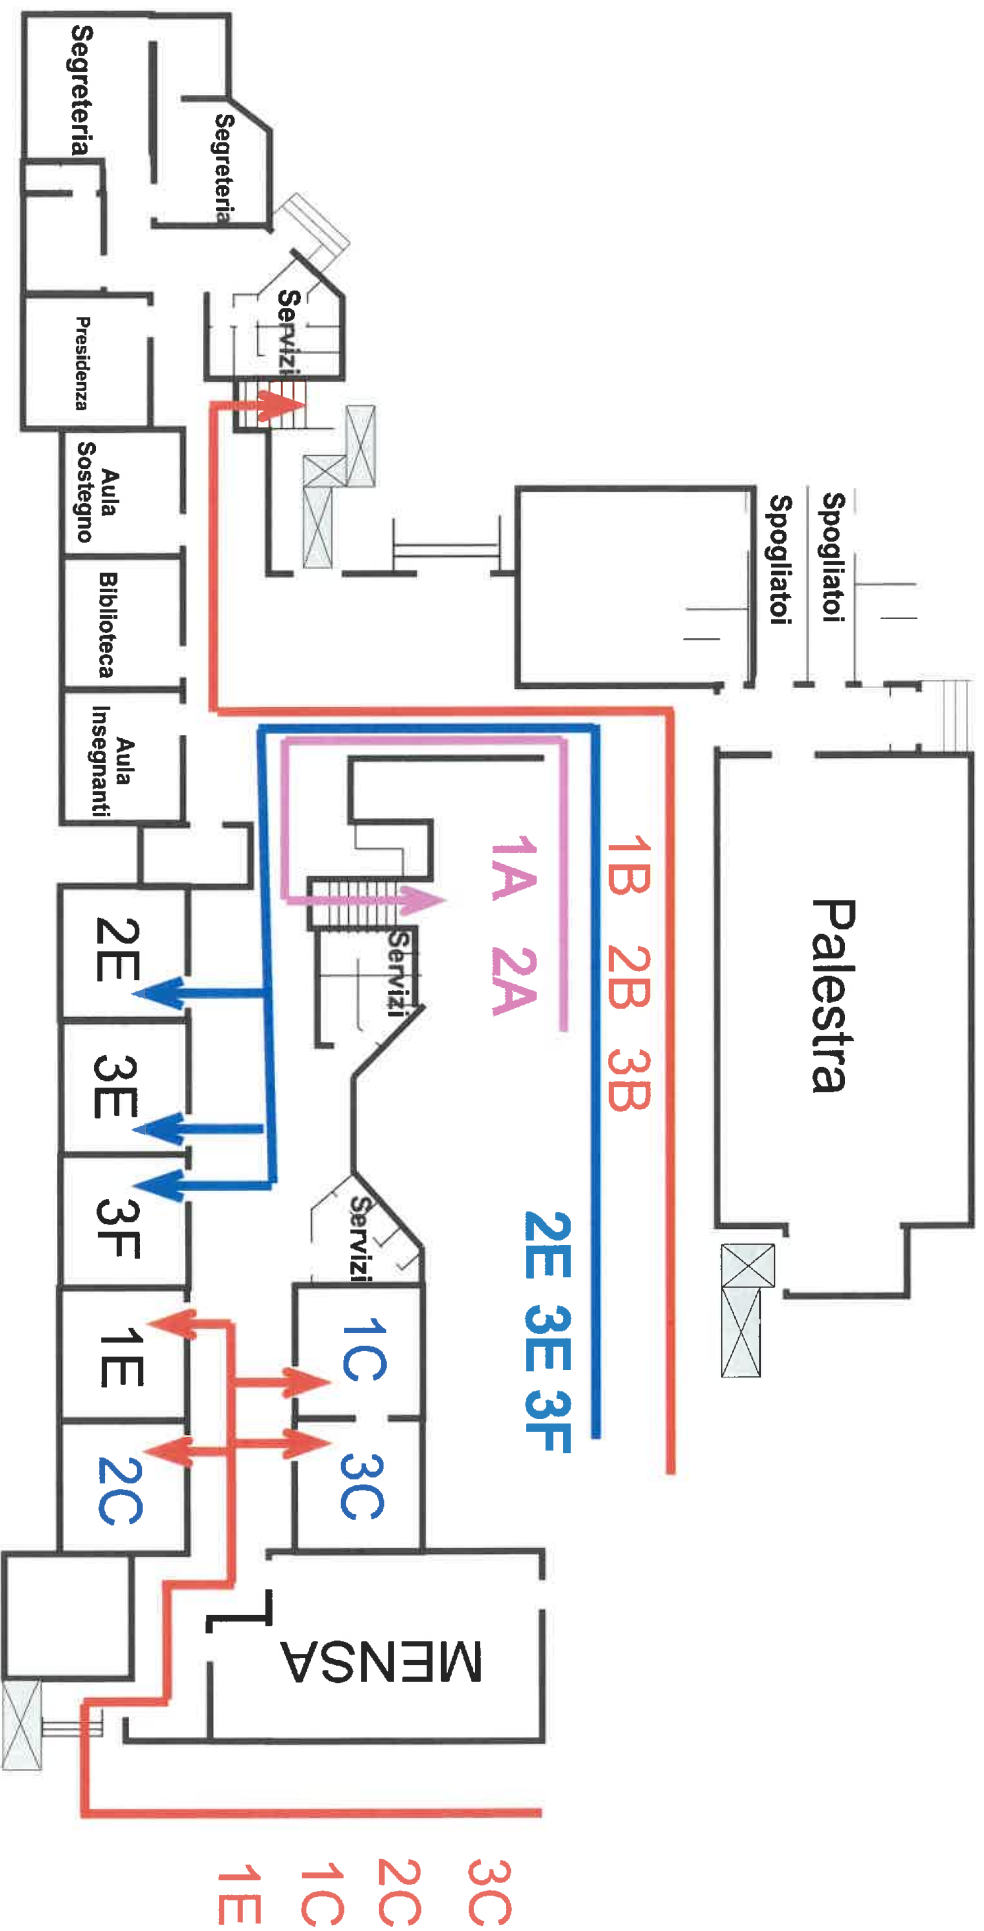 Segreteria
Segreteria
Servizi
Presidenza
Aula
Sostegno
Biblioteca
Aula
Insegnanti
Spogliatoi
Spogliatoi
Palestra
1B 2B 3B
1A 2A
2E 3E 3F
Servizi
Servizi
2E
3E
3F
1E
2C
1C
3C
MENSA
3C
2C
1C
1E